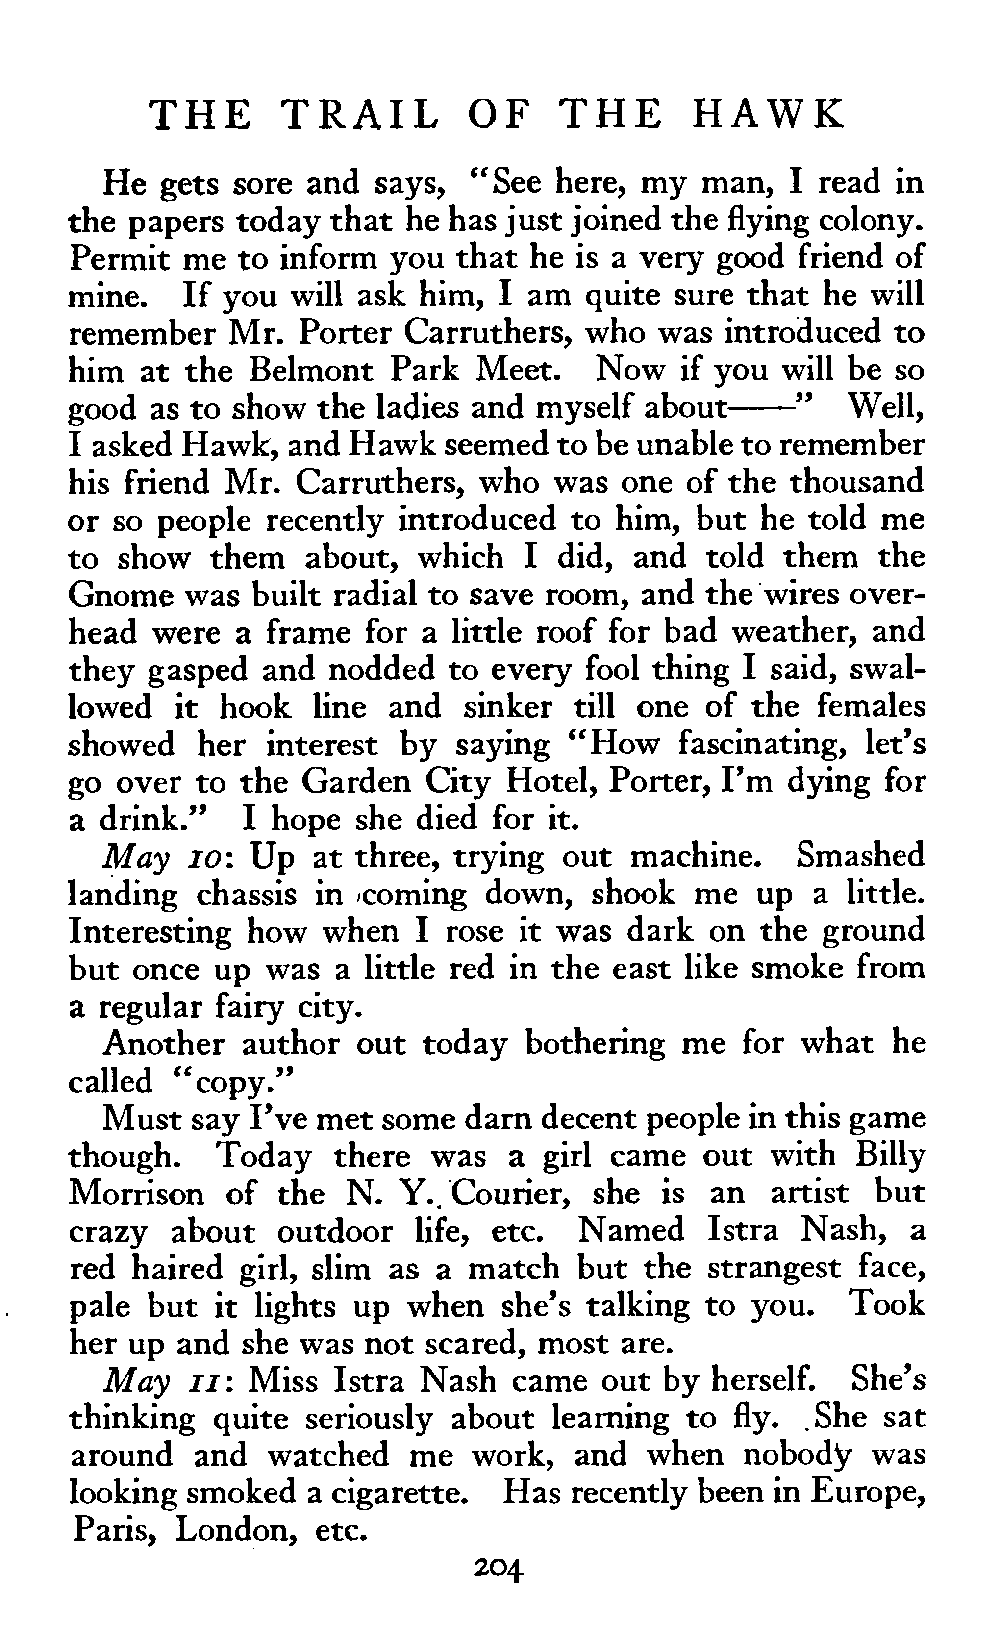 THE TRAIL OF THE HAWK
He gets sore and says, “See here, my man, I read in
the papers today that he has just joined the flying colony.
Permit me to inform you that he is a very good friend of
mine. If you will ask him, I am quite sure that he will
remember Mr. Porter Carruthers, who was introduced to
him at the Belmont Park Meet. Now if you will be so
good as to show the ladies and myself about——” Well,
I asked Hawk, and Hawk seemed to be unable to remember
his friend Mr. Carruthers, who was one of the thousand
or so people recently introduced to him, but he told me
to show them about, which I did, and told them the
Gnome was built radial to save room, and the wires over-
head were a frame for a little roof for bad weather, and
they gasped and nodded to every fool thing I said, swal-
lowed it hook line and sinker till one of the females
showed her interest by saying “How fascinating, let’s
go over to the Garden City Hotel, Porter, I’m dying for
a drink.” I hope she died for it.
May 10: Up at three, trying out machine. Smashed
landing chassis in coming down, shook me up a little.
Interesting how when I rose it was dark on the ground
but once up was a little red in the east like smoke from
a regular fairy city.
Another author out today bothering me for what he
called “copy.”
Must say I’ve met some darn decent people in this game
though. Today there was a girl came out with Billy
Morrison of the N. Y. Courier, she is an artist but
crazy about outdoor life, etc. Named Istra Nash, a
red haired girl, slim as a match but the strangest face,
pale but it lights up when she’s talking to you. Took
her up and she was not scared, most are.
May 11: Miss Istra Nash came out by herself. She’s
thinking quite seriously about learning to fly. She sat
around and watched me work, and when nobody was
looking smoked a cigarette. Has recently been in Europe,
Paris, London, etc.
204